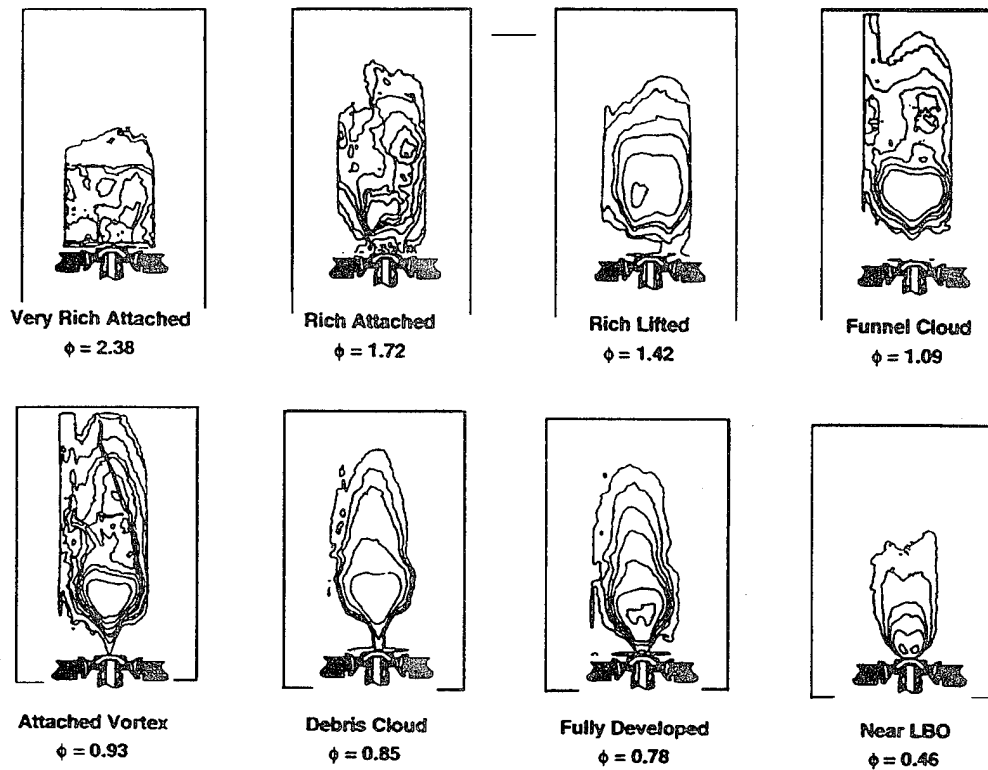 Very Rich Attached
ϕ = 2.38
Rich Attached
ϕ = 1.72
Rich Lifted
ϕ = 1.42
Funnel Cloud
ϕ = 1.09
Attached Vortex
ϕ = 0.93
Debris Cloud
ϕ = 0.85
Fully Developed
ϕ = 0.78
Near LBO
ϕ = 0.46